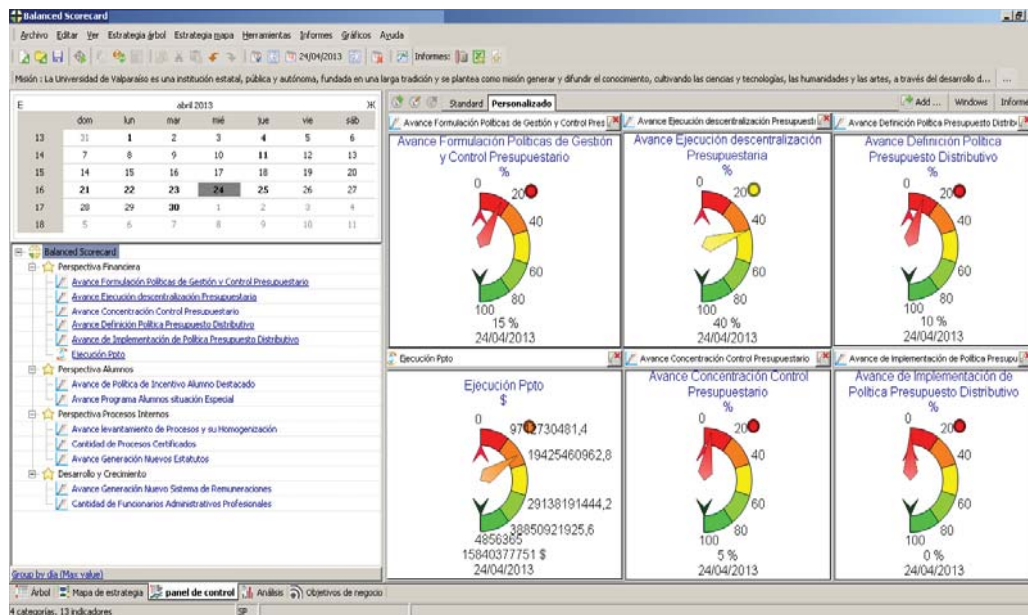 Balanced Scorecard
Archivo Editar Ver Estrategia árbol Estrategia mapa Herramientas Informes Gráficos Ayuda
24/04/2013 Informes:
Misión : La Universidad de Valparaíso es una institución estatal, pública y autónoma, fundada en una larga tradición y se plantea como misión generar y difundir el conocimiento, cultivando las ciencias y tecnologías, las humanidades y las artes, a través del desarrollo d... ...
E abril 2013 Ж
dom lun mar mié jue vie sáb
13 31 1 2 3 4 5 6
14 7 8 9 10 11 12 13
15 14 15 16 17 18 19 20
16 21 22 23 24 25 26 27
17 28 29 30 1 2 3 4
18 5 6 7 8 9 10 11
Balanced Scorecard
Perspectiva Financiera
Avance Formulación Políticas de Gestión y Control Presupuestario
Avance Ejecución descentralización Presupuestaria
Avance Concentración Control Presupuestario
Avance Definición Política Presupuesto Distributivo
Avance de Implementación de Política Presupuesto Distributivo
Ejecución Ppto
Perspectiva Alumnos
Avance de Política de Incentivo Alumno Destacado
Avance Programa Alumnos situación Especial
Perspectiva Procesos Internos
Avance levantamiento de Procesos y su Homogenización
Cantidad de Procesos Certificados
Avance Generación Nuevos Estatutos
Desarrollo y Crecimiento
Avance Generación Nuevo Sistema de Remuneraciones
Cantidad de Funcionarios Administrativos Profesionales
Group by día (Max value)
Standard Personalizado Add ... Windows Informe
Avance Formulación Políticas de Gestión y Control Pres
Avance Formulación Políticas de Gestión
y Control Presupuestario
%
0
20
40
60
80
100
15 %
24/04/2013
Avance Ejecución descentralización Presupuest
Avance Ejecución descentralización
Presupuestaria
%
0
20
40
60
80
100
40 %
24/04/2013
Avance Definición Política Presupuesto Distrib
Avance Definición Política
Presupuesto Distributivo
%
0
20
40
60
80
100
10 %
24/04/2013
Ejecución Ppto
Ejecución Ppto
$
0
9712730481,4
19425460962,8
29138191444,2
38850921925,6
4856365
15840377751 $
24/04/2013
Avance Concentración Control Presupuestario
Avance Concentración Control
Presupuestario
%
0
20
40
60
80
100
5 %
24/04/2013
Avance de Implementación de Política Presupu
Avance de Implementación de
Política Presupuesto Distributivo
%
0
20
40
60
80
100
0 %
24/04/2013
Árbol Mapa de estrategia panel de control Análisis Objetivos de negocio
4 categorías, 13 indicadores SP